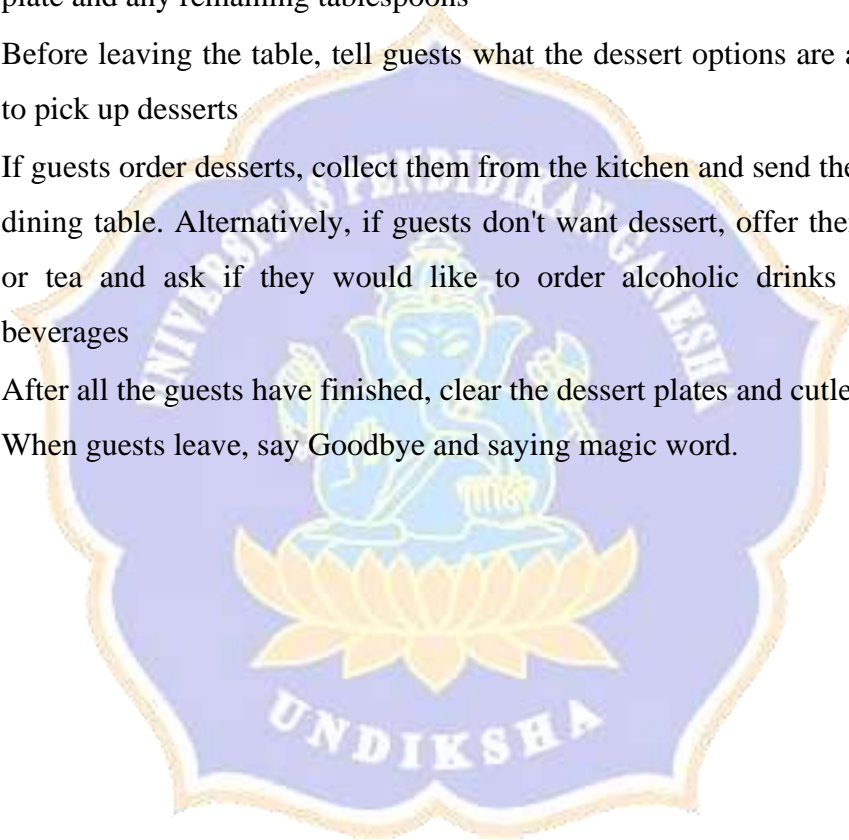 plate and any remaining tablespoons
Before leaving the table, tell guests what the dessert options are
to pick up desserts
If guests order desserts, collect them from the kitchen and send
dining table. Alternatively, if guests don't want dessert, offer
or tea and ask if they would like to order alcoholic drinks
beverages
After all the guests have finished, clear the dessert plates and
When guests leave, say Goodbye and saying magic word.
UNIVERSITAS PENDIDIKAN GANESHA
UNDIKSHA